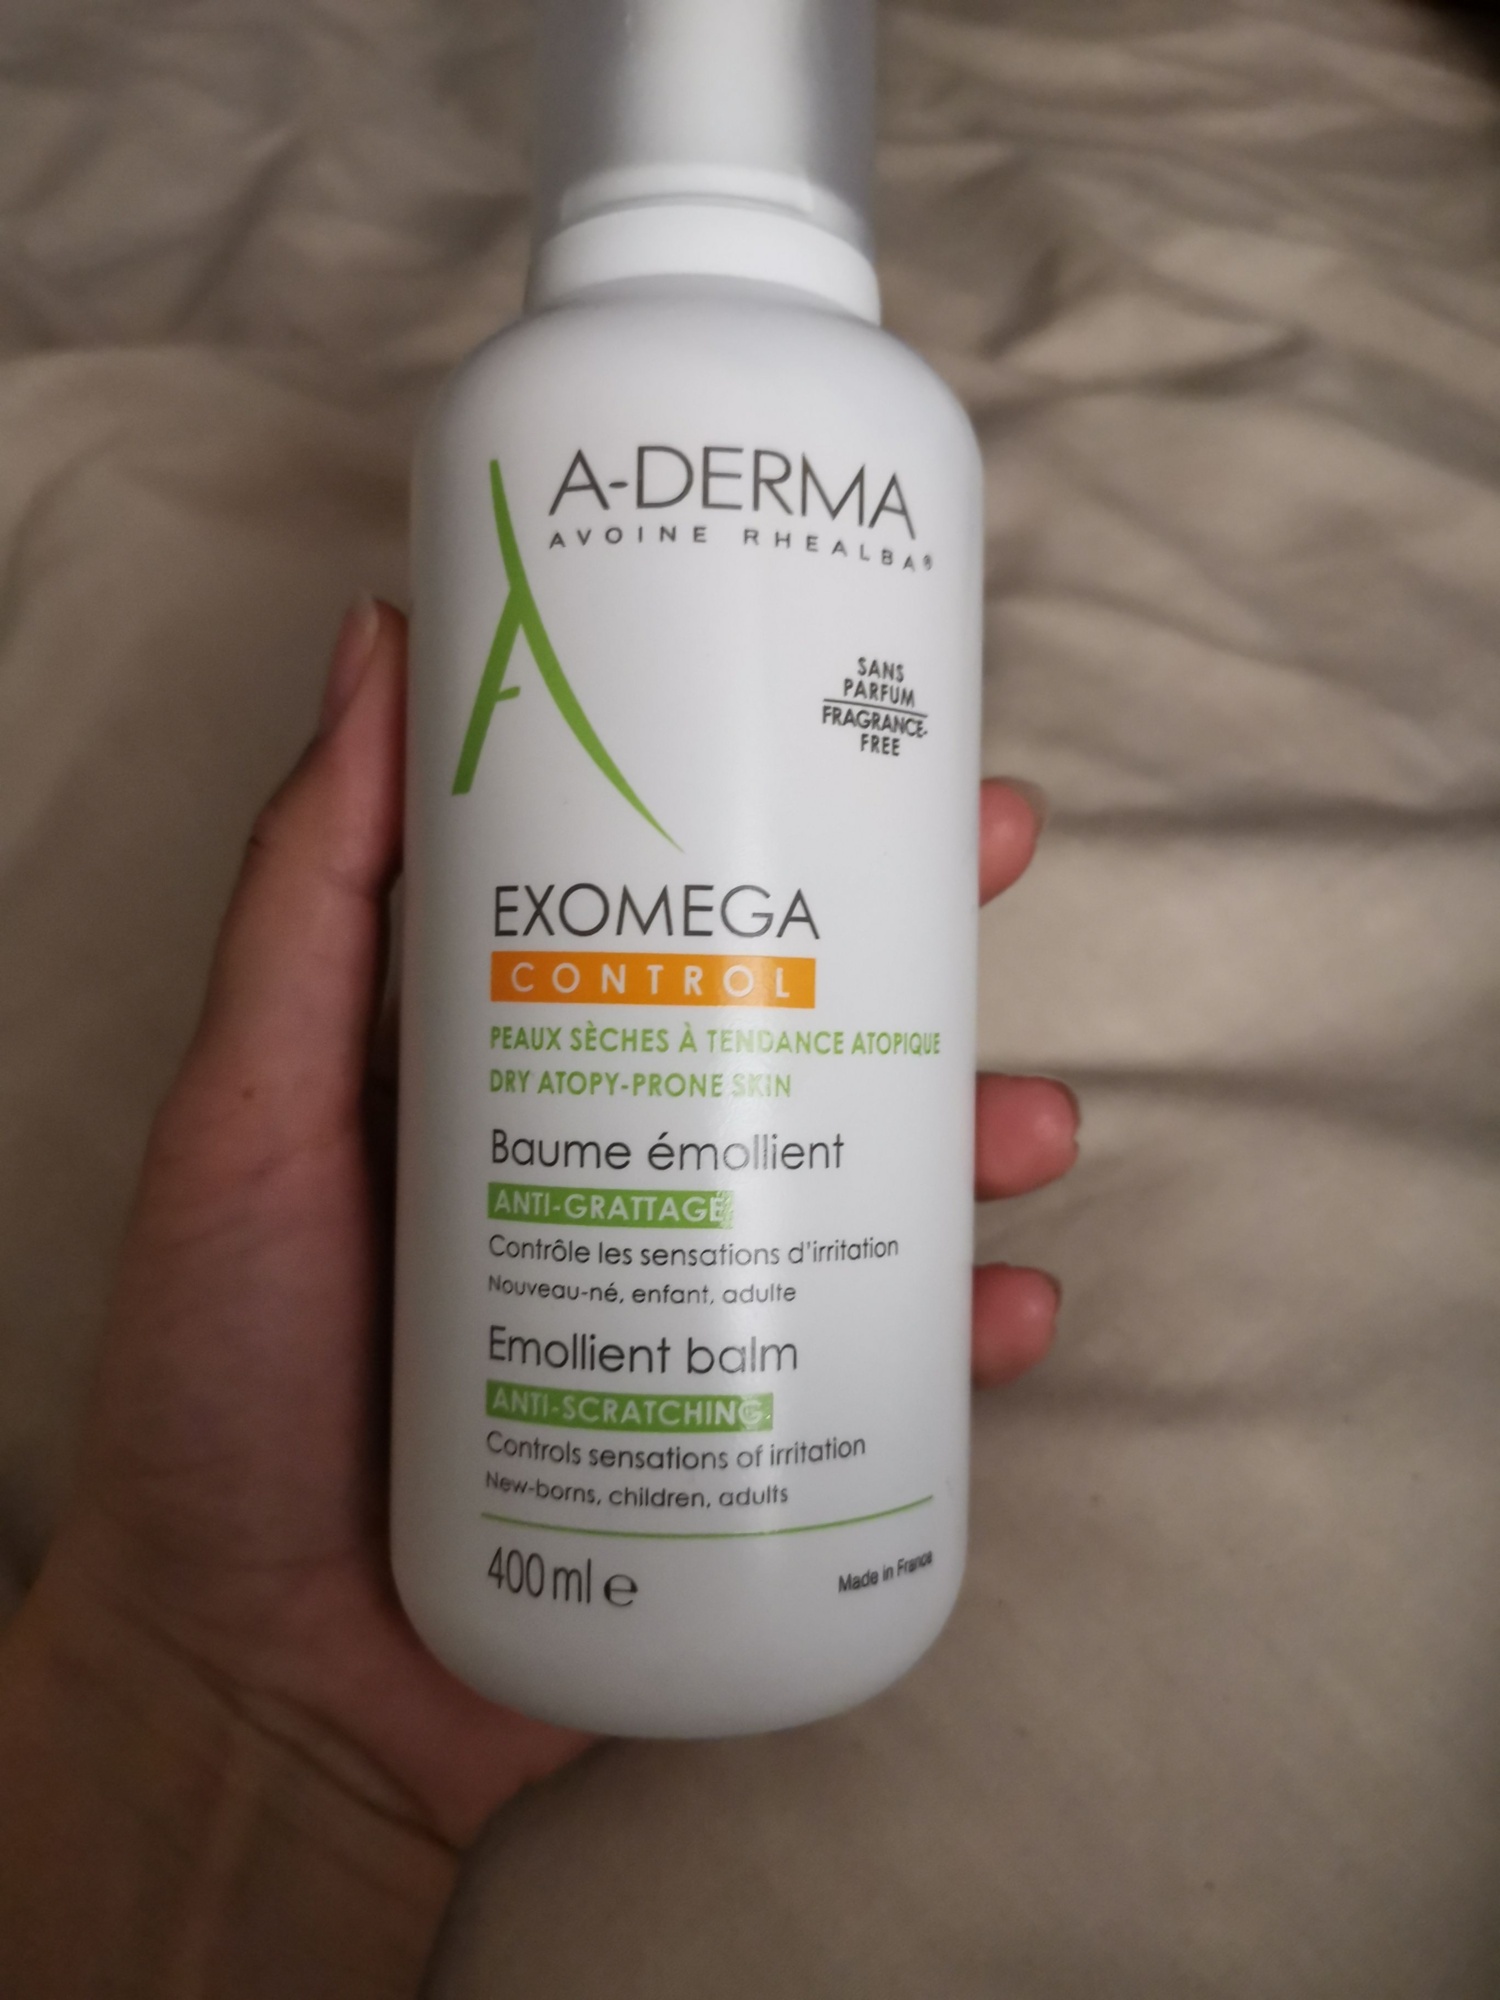 A-DERMA
AVOINE RHEALBA®
SANS
PARFUM
FRAGRANCE-
FREE
EXOMEGA
CONTROL
PEAUX SÈCHES À TENDANCE ATOPIQUE
DRY ATOPY-PRONE SKIN
Baume émollient
ANTI-GRATTAGE
Contrôle les sensations d'irritation
Nouveau-né, enfant, adulte
Emollient balm
ANTI-SCRATCHING
Controls sensations of irritation
New-borns, children, adults
400 ml e
Made in France